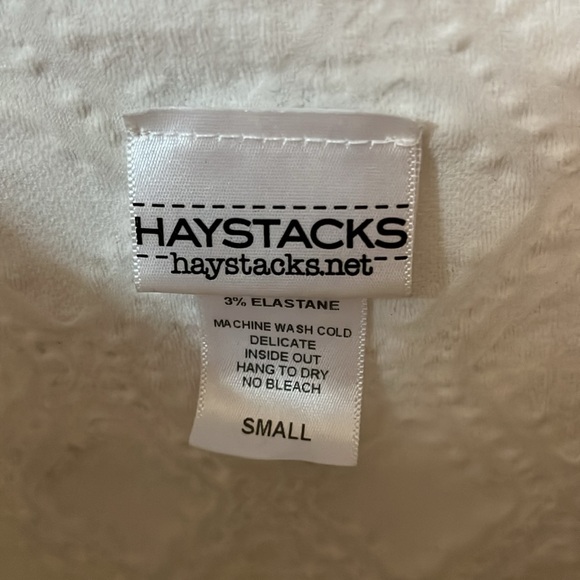 HAYSTACKS
haystacks.net
3% ELASTANE
MACHINE WASH COLD
DELICATE
INSIDE OUT
HANG TO DRY
NO BLEACH
SMALL